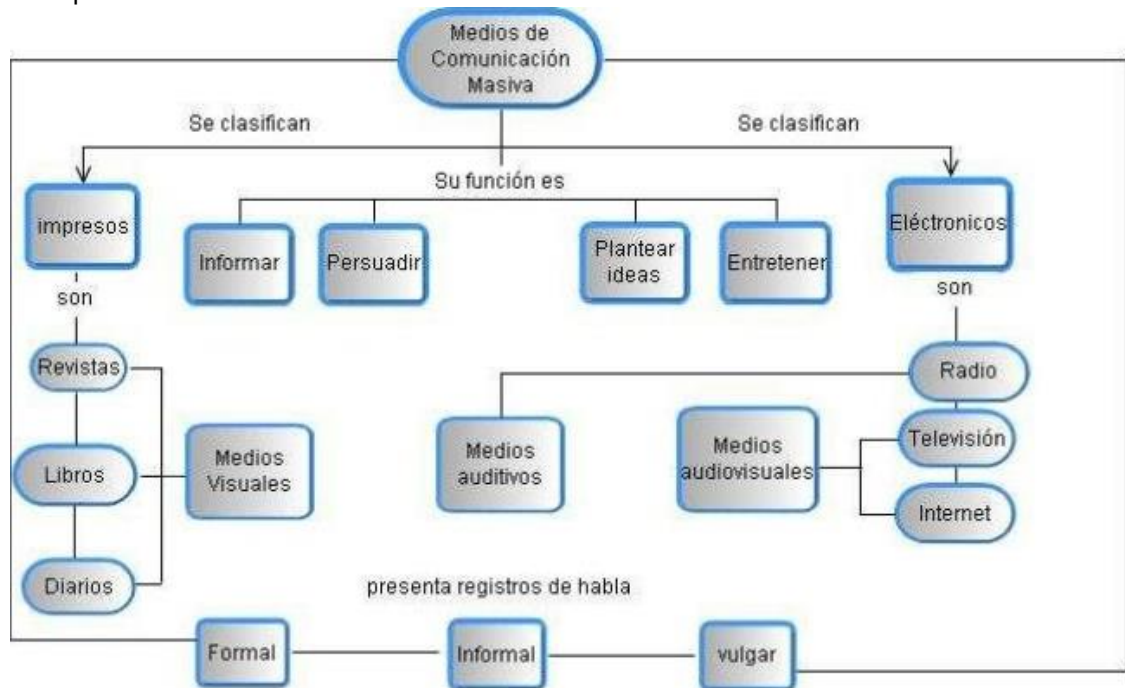 Medios de
Comunicación
Masiva
Se clasifican
Se clasifican
Su función es
impresos
Informar
Persuadir
Plantear
ideas
Entretener
Eléctronicos
son
son
Revistas
Radio
Libros
Medios
Visuales
Medios
auditivos
Medios
audiovisuales
Televisión
Internet
Diarios
presenta registros de habla
Formal
Informal
vulgar